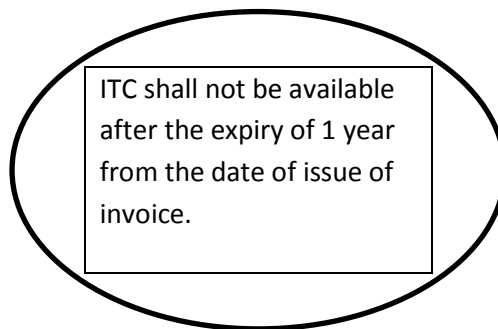 ITC shall not be available
after the expiry of 1 year
from the date of issue of
invoice.